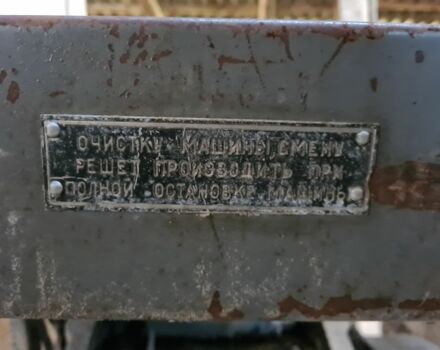 ОЧИСТКУ МАШИНЫ, СМЕНУ
РЕШЕТ ПРОИЗВОДИТЬ ПРИ
ПОЛНОЙ ОСТАНОВКЕ МАШИНЫ